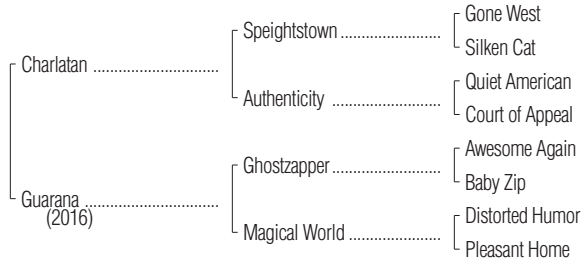 Gone West
Speightstown
Silken Cat
Charlatan
Quiet American
Authenticity
Court of Appeal
Awesome Again
Ghostzapper
Baby Zip
Guarana
(2016)
Distorted Humor
Magical World
Pleasant Home